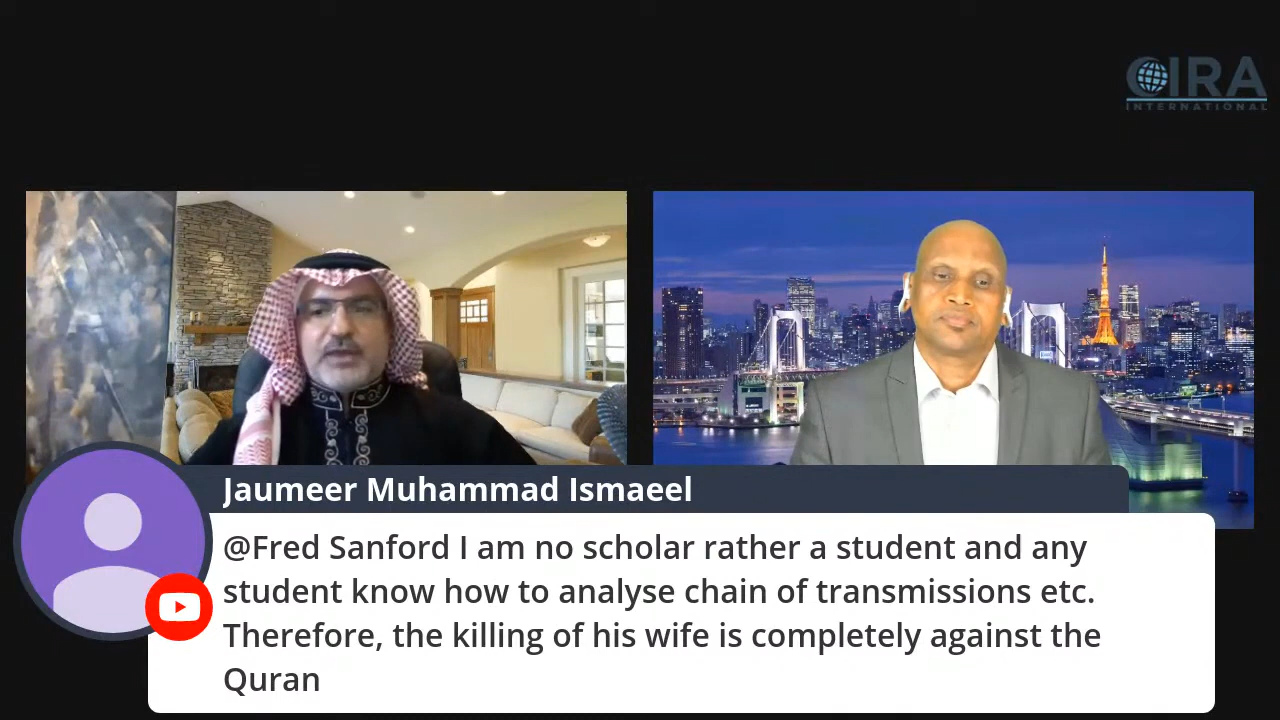 CIRA
INTERNATIONAL
Jaumeer Muhammad Ismaeel
@Fred Sanford I am no scholar rather a student and any
student know how to analyse chain of transmissions etc.
Therefore, the killing of his wife is completely against the
Quran